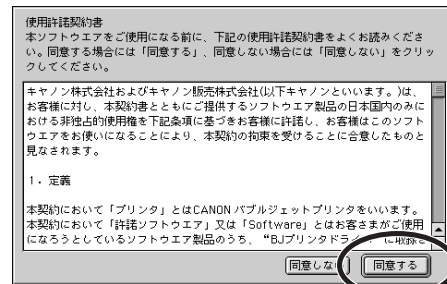 使用許諾契約書
本ソフトウエアをご使用になる前に、下記の使用許諾契約書をよくお読みくださ
い。同意する場合には「同意する」、同意しない場合には「同意しない」をクリッ
クしてください。
キヤノン株式会社およびキヤノン販売株式会社(以下キヤノンといいます。)は、
お客様に対し、本契約書とともにご提供するソフトウエア製品の日本国内のみに
おける非独占的使用権を下記条項に基づきお客様に許諾し、お客様はこのソフト
ウエアをお使いになることにより、本契約の拘束を受けることに合意したものと
見なされます。
1．定義
本契約において「プリンタ」とはCANON バブルジェットプリンタをいいます。
本契約において「許諾ソフトウエア」又は「Software」とはお客さまがご使用
になろうとしているソフトウエア製品のうち、“BJプリンタドライ
同意しない
同意する